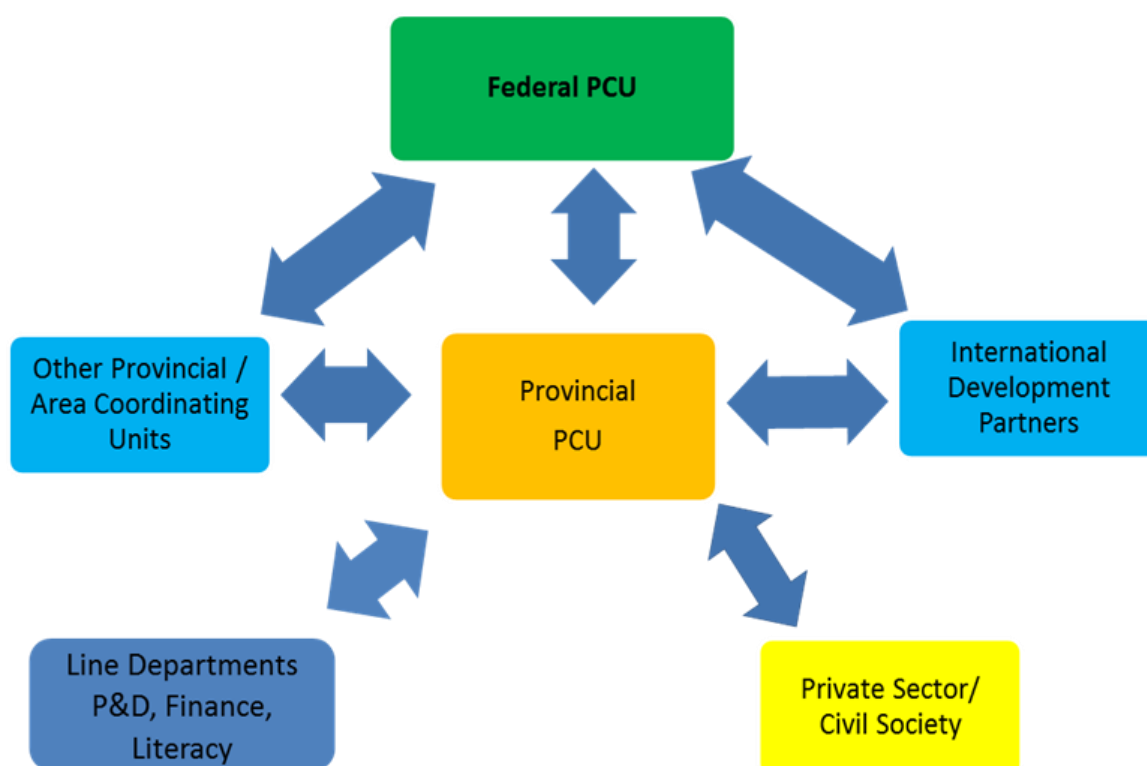 Federal PCU
Other Provincial /
Area Coordinating
Units
Provincial
PCU
International
Development
Partners
Line Departments
P&D, Finance,
Literacy
Private Sector/
Civil Society